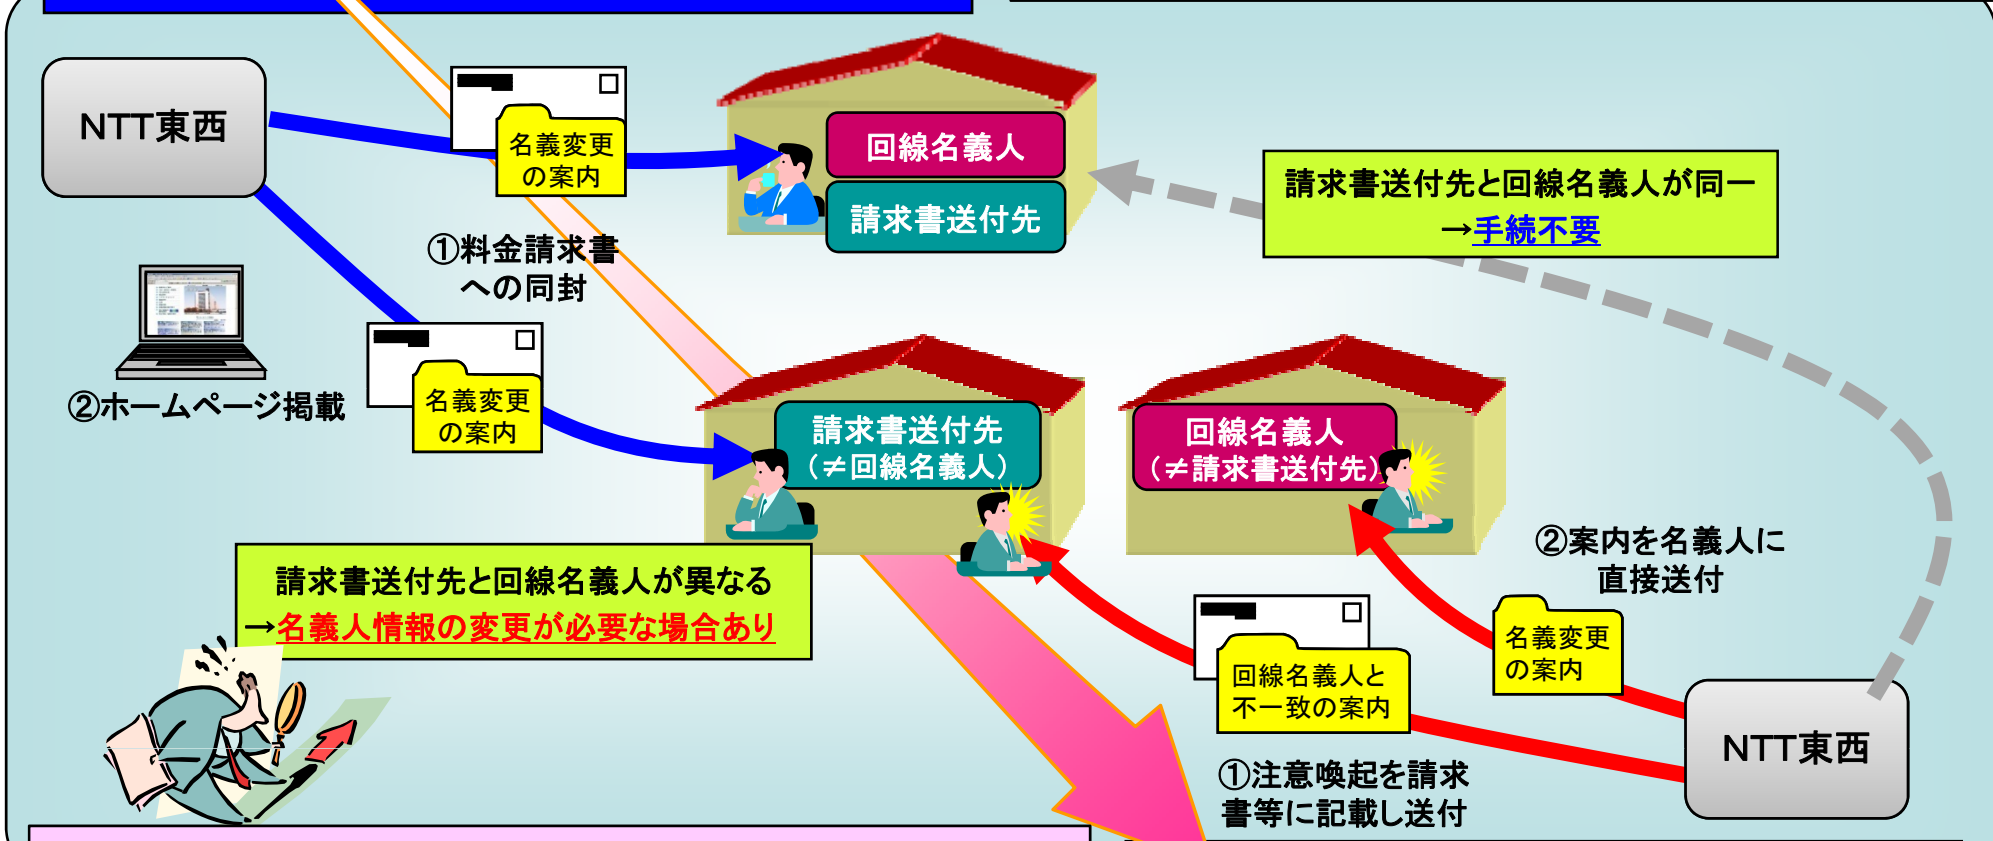 NTT東西
名義変更
の案内
回線名義人
請求書送付先
請求書送付先と回線名義人が同一
→手続不要
①料金請求書
への同封
②ホームページ掲載
名義変更
の案内
請求書送付先
(≠回線名義人)
回線名義人
(≠請求書送付先)
請求書送付先と回線名義人が異なる
→名義人情報の変更が必要な場合あり
②案内を名義人に
直接送付
名義変更
の案内
回線名義人と
不一致の案内
①注意喚起を請求
書等に記載し送付
NTT東西